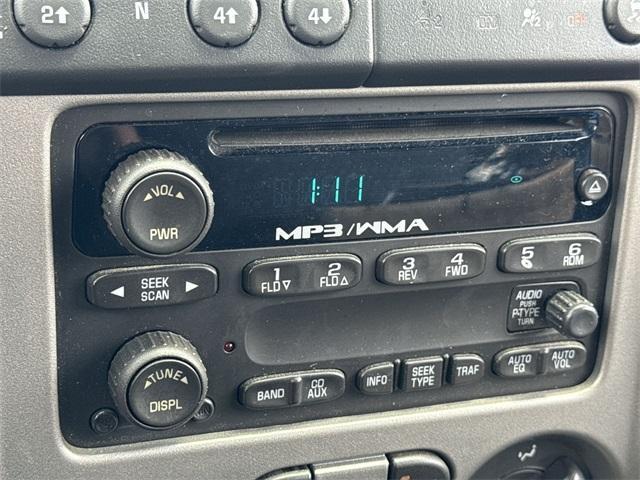 2↑ N 4↑ 4↓
2
VOL
PWR
1:11
MP3/WMA
SEEK
SCAN
1
FLD
2
FLD
3
REV
4
FWD
5
6
RDM
AUDIO
PUSH
P-TYPE
TURN
TUNE
DISPL
BAND
CD
AUX
INFO
SEEK
TYPE
TRAF
AUTO
EQ
AUTO
VOL